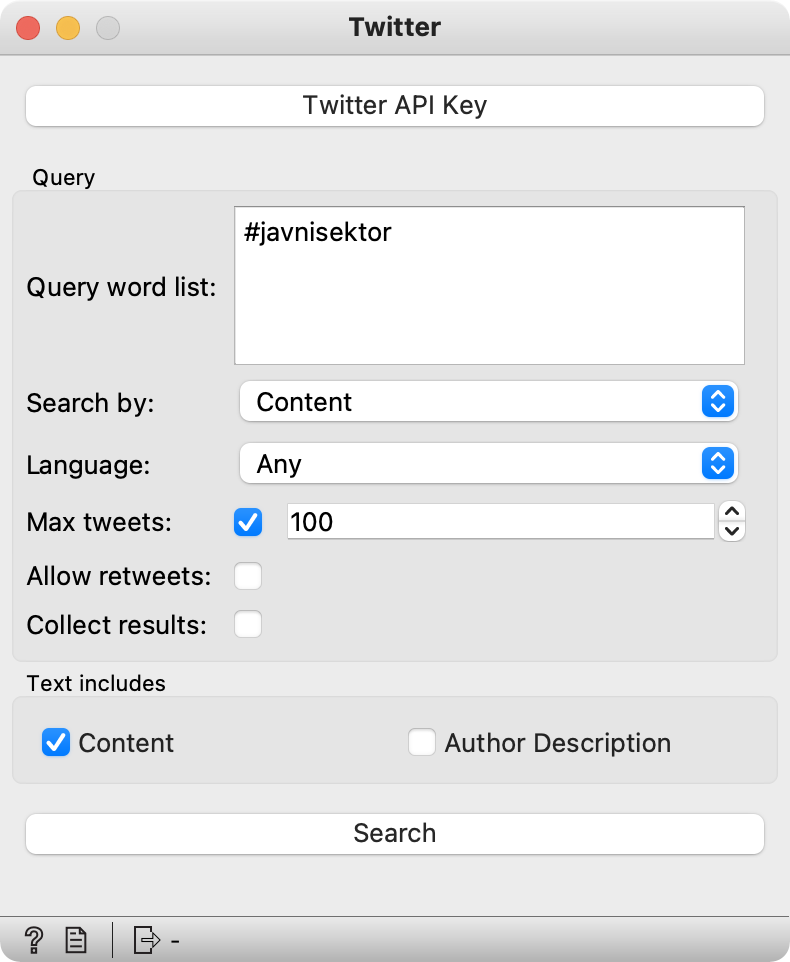 Twitter
Twitter API Key
Query
Query word list:
#javnisektor
Search by: Content
Language: Any
Max tweets: 100
Allow retweets:
Collect results:
Text includes
Content Author Description
Search
? -